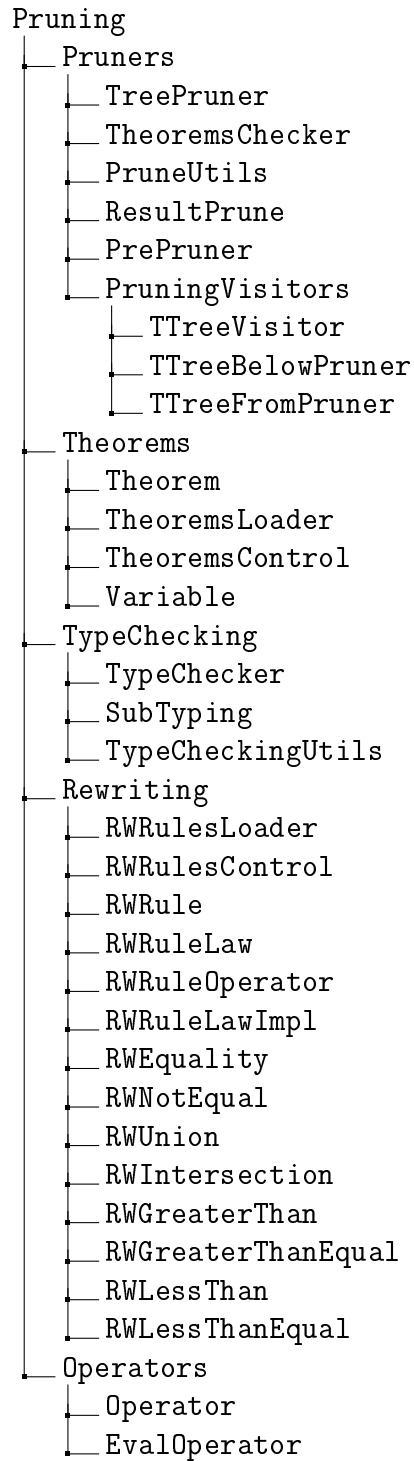 Pruning
Pruners
TreePruner
TheoremsChecker
PruneUtils
ResultPrune
PrePruner
PruningVisitors
TTreeVisitor
TTreeBelowPruner
TTreeFromPruner
Theorems
Theorem
TheoremsLoader
TheoremsControl
Variable
TypeChecking
TypeChecker
SubTyping
TypeCheckingUtils
Rewriting
RWRulesLoader
RWRulesControl
RWRule
RWRuleLaw
RWRuleOperator
RWRuleLawImpl
RWEquality
RWNotEqual
RWUnion
RWIntersection
RWGreaterThan
RWGreaterThanEqual
RWLessThan
RWLessThanEqual
Operators
Operator
EvalOperator